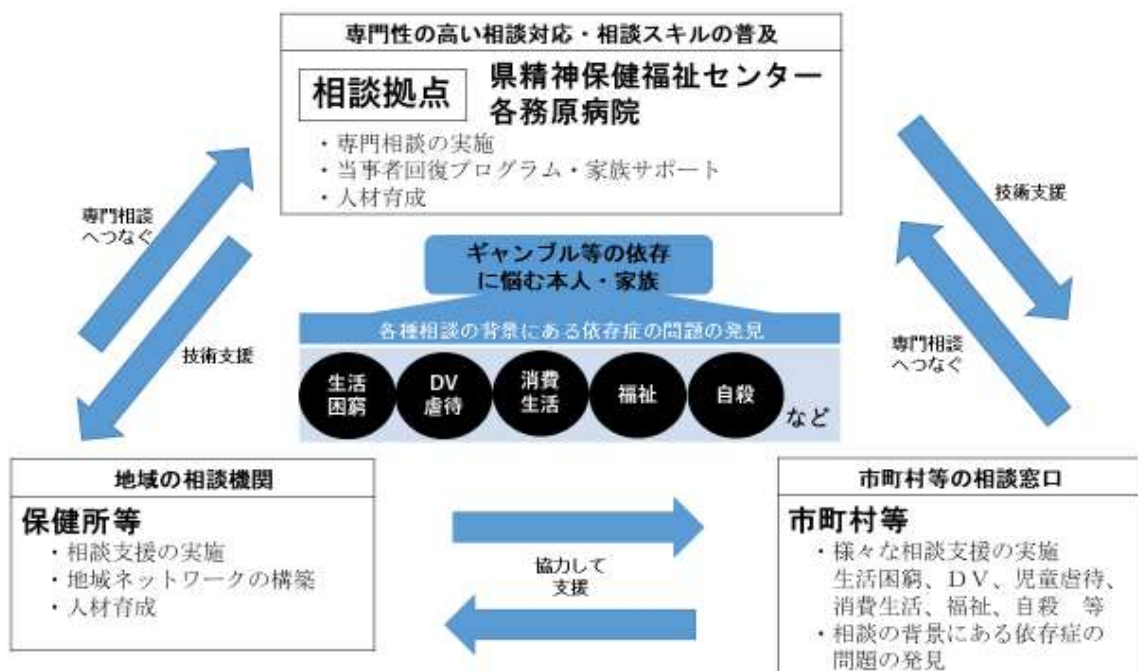 専門性の高い相談対応・相談スキルの普及
相談拠点
県精神保健福祉センター
各務原病院
・専門相談の実施
・当事者回復プログラム・家族サポート
・人材育成
専門相談
へつなぐ
技術支援
技術支援
専門相談
へつなぐ
ギャンブル等の依存
に悩む本人・家族
各種相談の背景にある依存症の問題の発見
生活
困窮
DV
虐待
消費
生活
福祉
自殺
など
地域の相談機関
保健所等
・相談支援の実施
・地域ネットワークの構築
・人材育成
協力して
支援
市町村等の相談窓口
市町村等
・様々な相談支援の実施
生活困窮、ＤＶ、児童虐待、
消費生活、福祉、自殺　等
・相談の背景にある依存症の
問題の発見